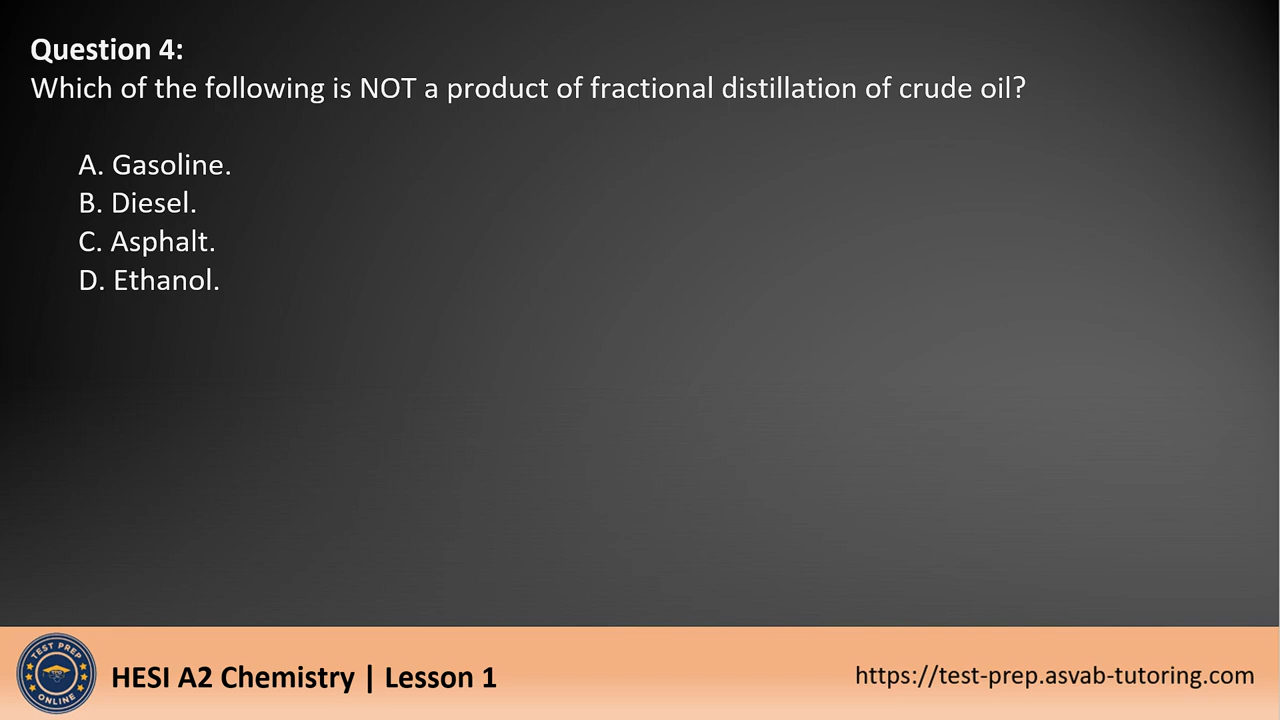 Question 4:
Which of the following is NOT a product of fractional distillation of crude oil?
A. Gasoline.
B. Diesel.
C. Asphalt.
D. Ethanol.
TEST PREP
ONLINE
HESI A2 Chemistry | Lesson 1
https://test-prep.asvab-tutoring.com